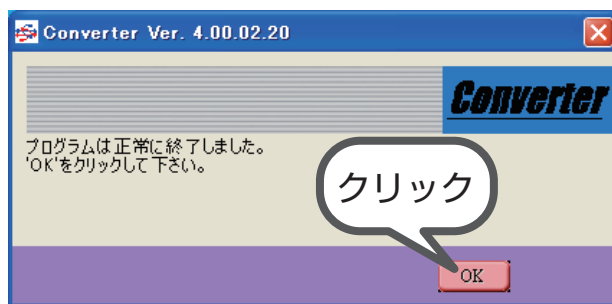 Converter Ver. 4.00.02.20
Converter
プログラムは正常に終了しました。
'OK'をクリックして下さい。
クリック
OK